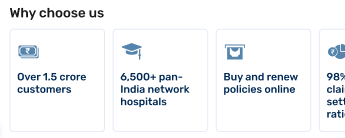 Why choose us
Over 1.5 crore
customers
6,500+ pan-
India network
hospitals
Buy and renew
policies online
98%
clai
sett
rati